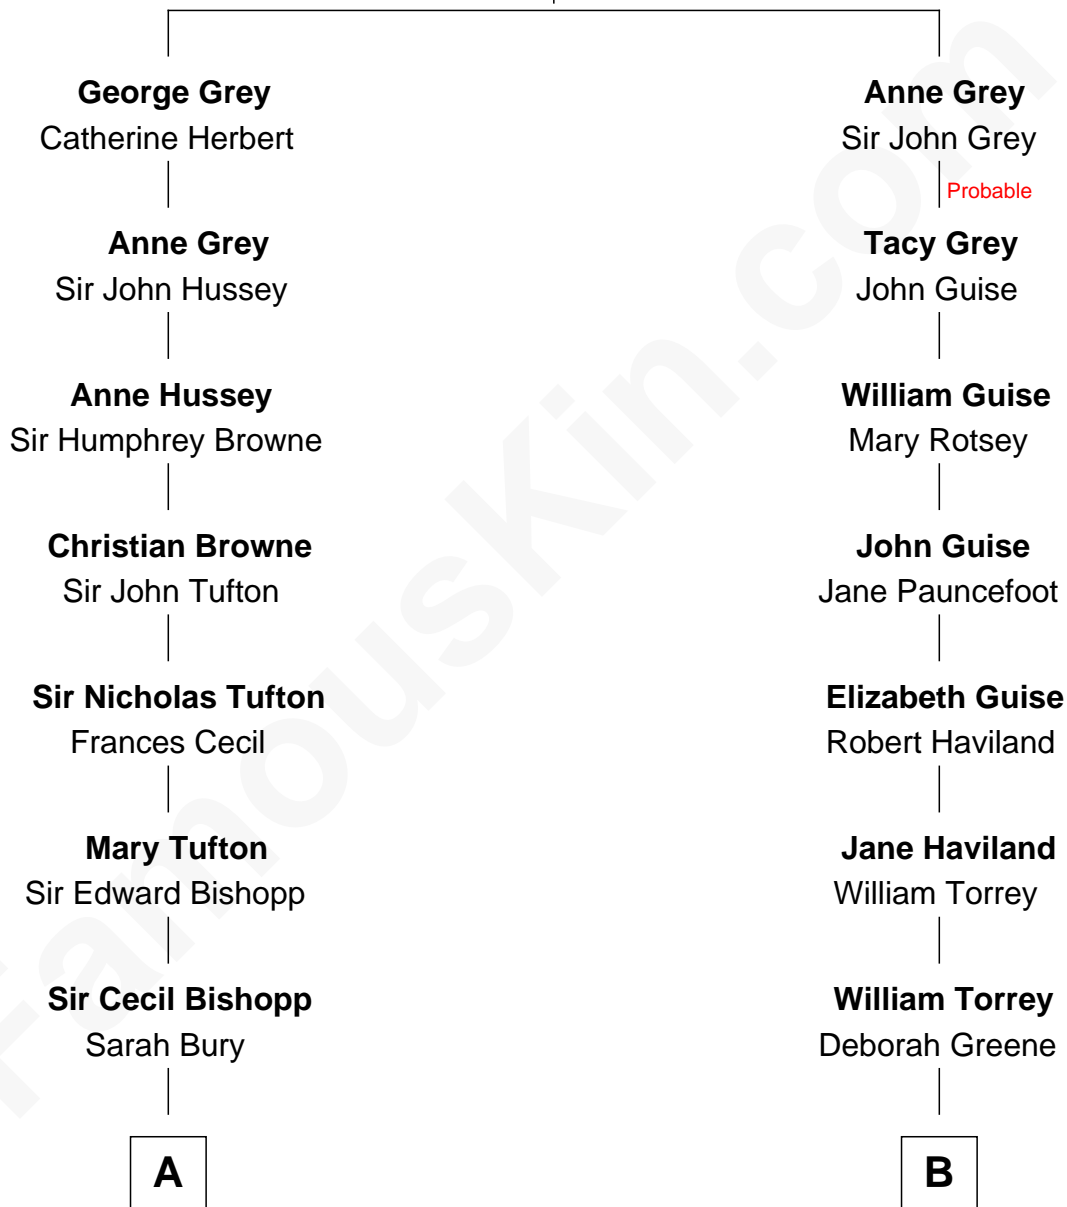 George Grey
Catherine Herbert
Anne Grey
Sir John Hussey
Anne Hussey
Sir Humphrey Browne
Christian Browne
Sir John Tufton
Sir Nicholas Tufton
Frances Cecil
Mary Tufton
Sir Edward Bishopp
Sir Cecil Bishopp
Sarah Bury
A
Anne Grey
Sir John Grey
Probable
Tacy Grey
John Guise
William Guise
Mary Rotsey
John Guise
Jane Pauncefoot
Elizabeth Guise
Robert Haviland
Jane Haviland
William Torrey
William Torrey
Deborah Greene
B
FamousKin.com